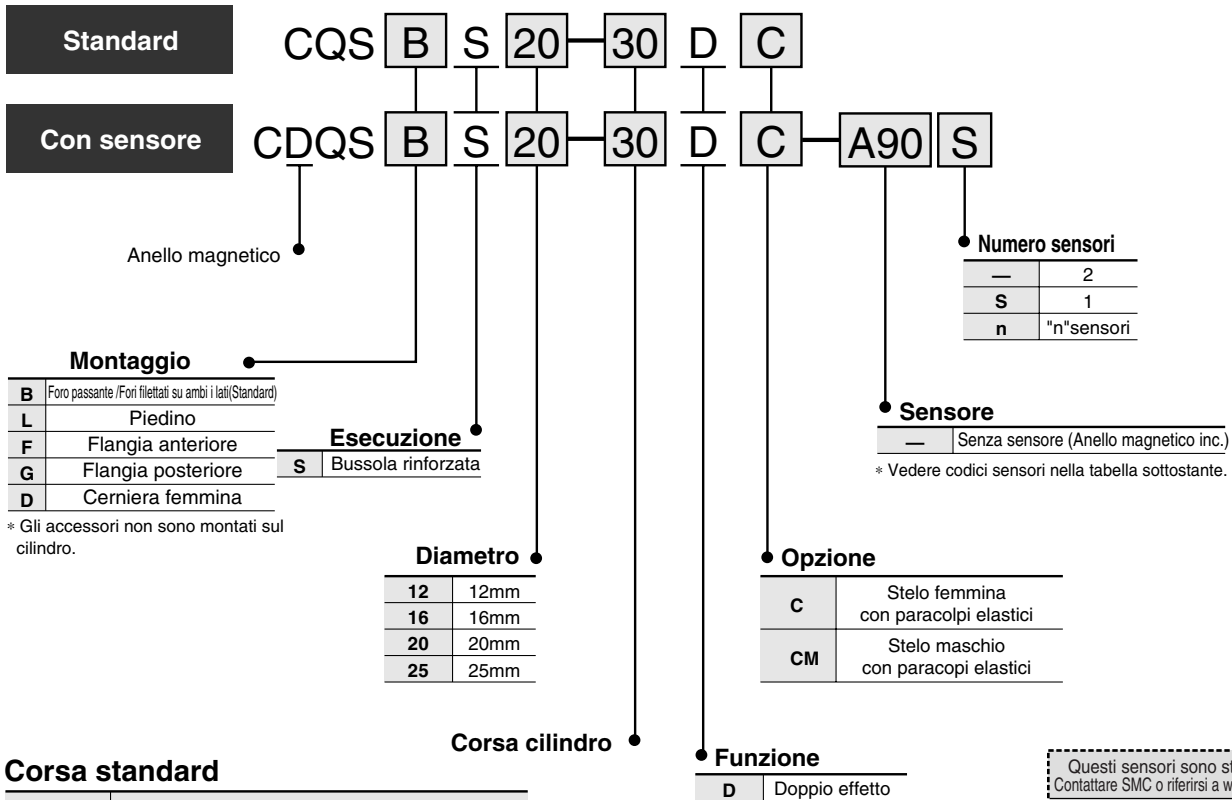 Standard
CQS B S 20 30 D C
Con sensore
CDQS B S 20 30 D C A90 S
Anello magnetico
Numero sensori
— 2
S 1
n "n"sensori
Montaggio
B Foro passante /Fori filettati su ambi i lati(Standard)
L Piedino
F Flangia anteriore
G Flangia posteriore
D Cerniera femmina
* Gli accessori non sono montati sul
cilindro.
Esecuzione
S Bussola rinforzata
Sensore
— Senza sensore (Anello magnetico inc.)
* Vedere codici sensori nella tabella sottostante.
Diametro
12 12mm
16 16mm
20 20mm
25 25mm
Opzione
C Stelo femmina
con paracolpi elastici
CM Stelo maschio
con paracopi elastici
Corsa cilindro
Funzione
D Doppio effetto
Corsa standard
Questi sensori sono
Contattare SMC o riferirsi a